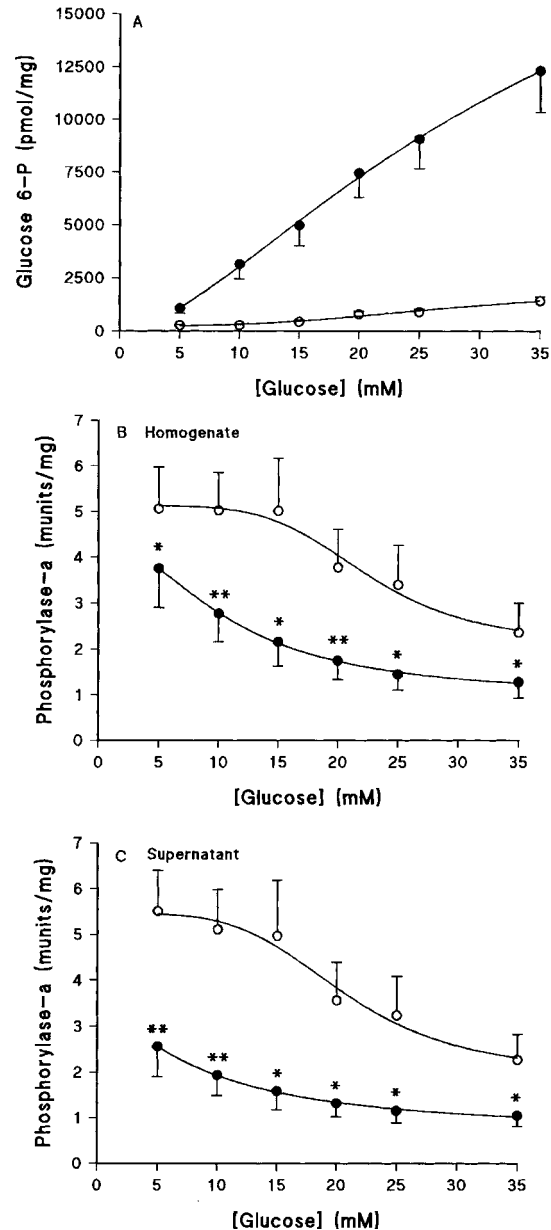 A
15000
12500
10000
7500
5000
2500
0
Glucose 6-P (pmol/mg)
0 5 10 15 20 25 30 35
[Glucose] (mM)
B Homogenate
7
6
5
4
3
2
1
0
Phosphorylase-a (munits/mg)
* ** * ** * *
0 5 10 15 20 25 30 35
[Glucose] (mM)
C Supernatant
7
6
5
4
3
2
1
0
Phosphorylase-a (munits/mg)
** ** * * * *
0 5 10 15 20 25 30 35
[Glucose] (mM)